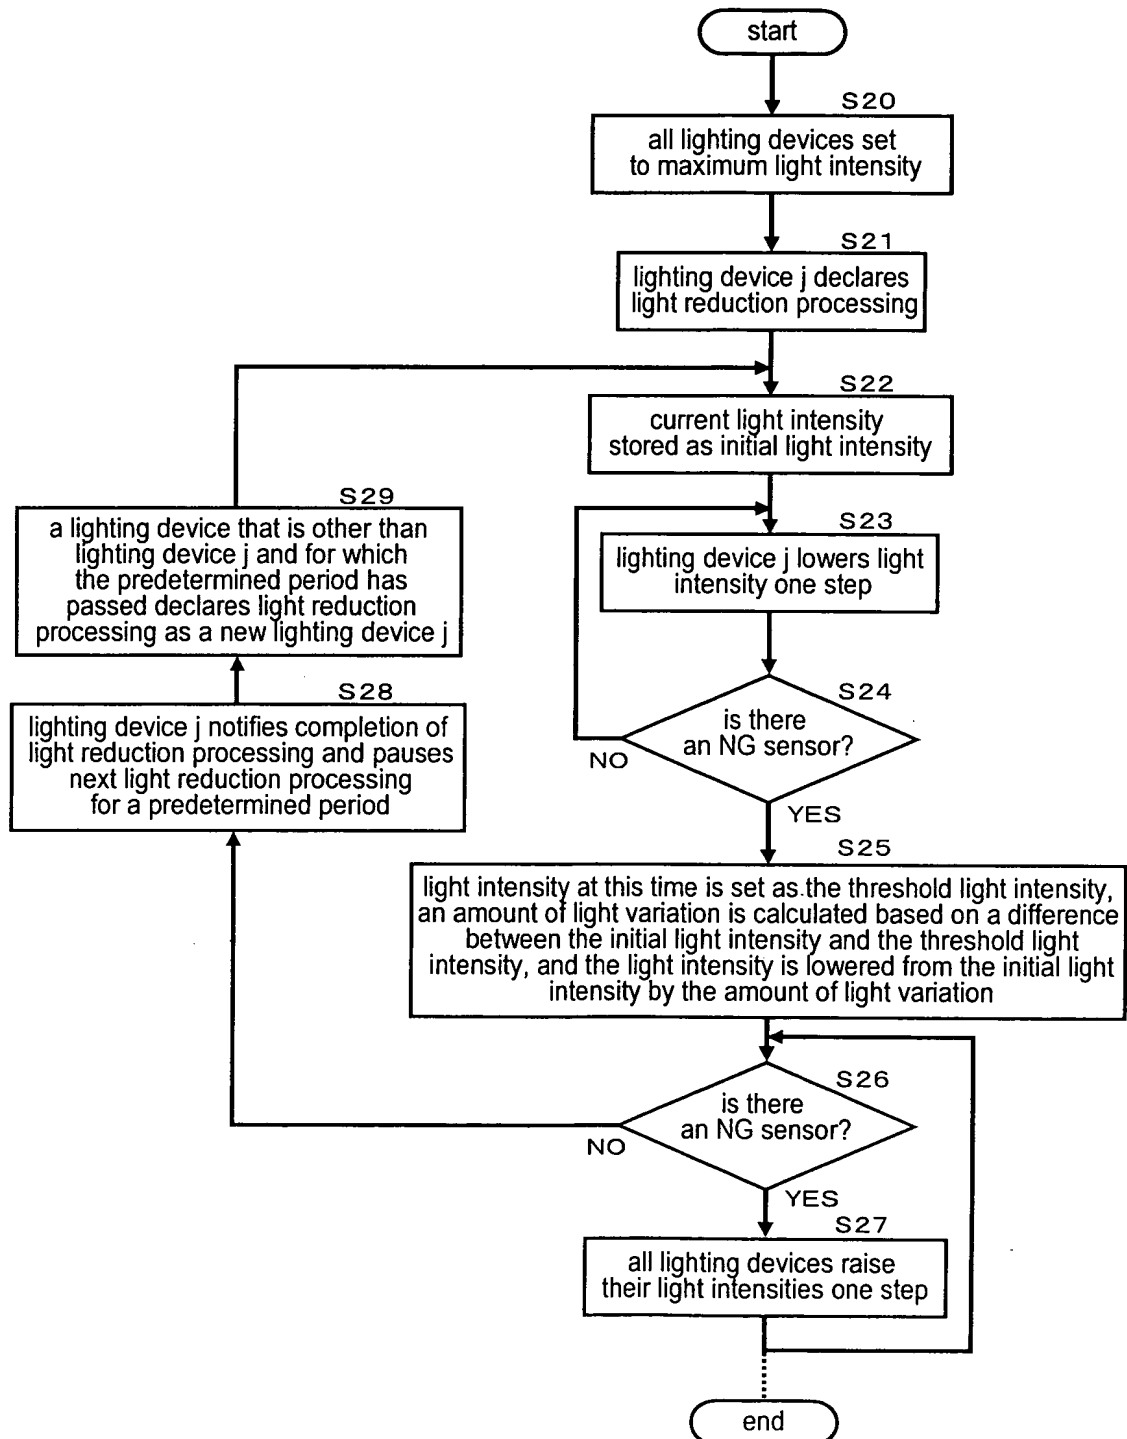 start
S20
all lighting devices set
to maximum light intensity
S21
lighting device j declares
light reduction processing
S22
current light intensity
stored as initial light intensity
S29
a lighting device that is other than
lighting device j and for which
the predetermined period has
passed declares light reduction
processing as a new lighting device j
S23
lighting device j lowers light
intensity one step
S28
lighting device j notifies completion of
light reduction processing and pauses
next light reduction processing
for a predetermined period
S24
is there
an NG sensor?
NO
YES
S25
light intensity at this time is set as the threshold light intensity,
an amount of light variation is calculated based on a difference
between the initial light intensity and the threshold light
intensity, and the light intensity is lowered from the initial light
intensity by the amount of light variation
S26
is there
an NG sensor?
NO
YES
S27
all lighting devices raise
their light intensities one step
end